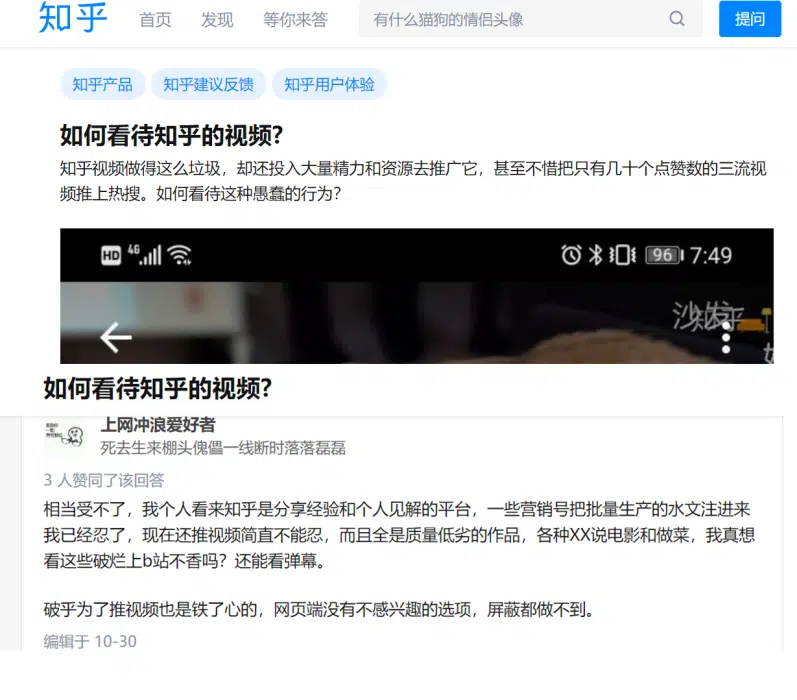 知乎 首页 发现 等你来答 有什么猫狗的情侣头像 提问
知乎产品 知乎建议反馈 知乎用户体验
如何看待知乎的视频?
知乎视频做得这么垃圾，却还投入大量精力和资源去推广它，甚至不惜把只有几十个点赞数的三流视
频推上热搜。如何看待这种愚蠢的行为?
HD 4G 96 7:49
如何看待知乎的视频?
上网冲浪爱好者
死去生来棚头傀儡一线断时落落磊磊
3 人赞同了该回答
相当受不了，我个人看来知乎是分享经验和个人见解的平台，一些营销号把批量生产的水文注进来
我已经忍了，现在还推视频简直不能忍，而且全是质量低劣的作品，各种XX说电影和做菜，我真想
看这些破烂上b站不香吗？还能看弹幕。
破乎为了推视频也是铁了心的，网页端没有不感兴趣的选项，屏蔽都做不到。
编辑于 10-30